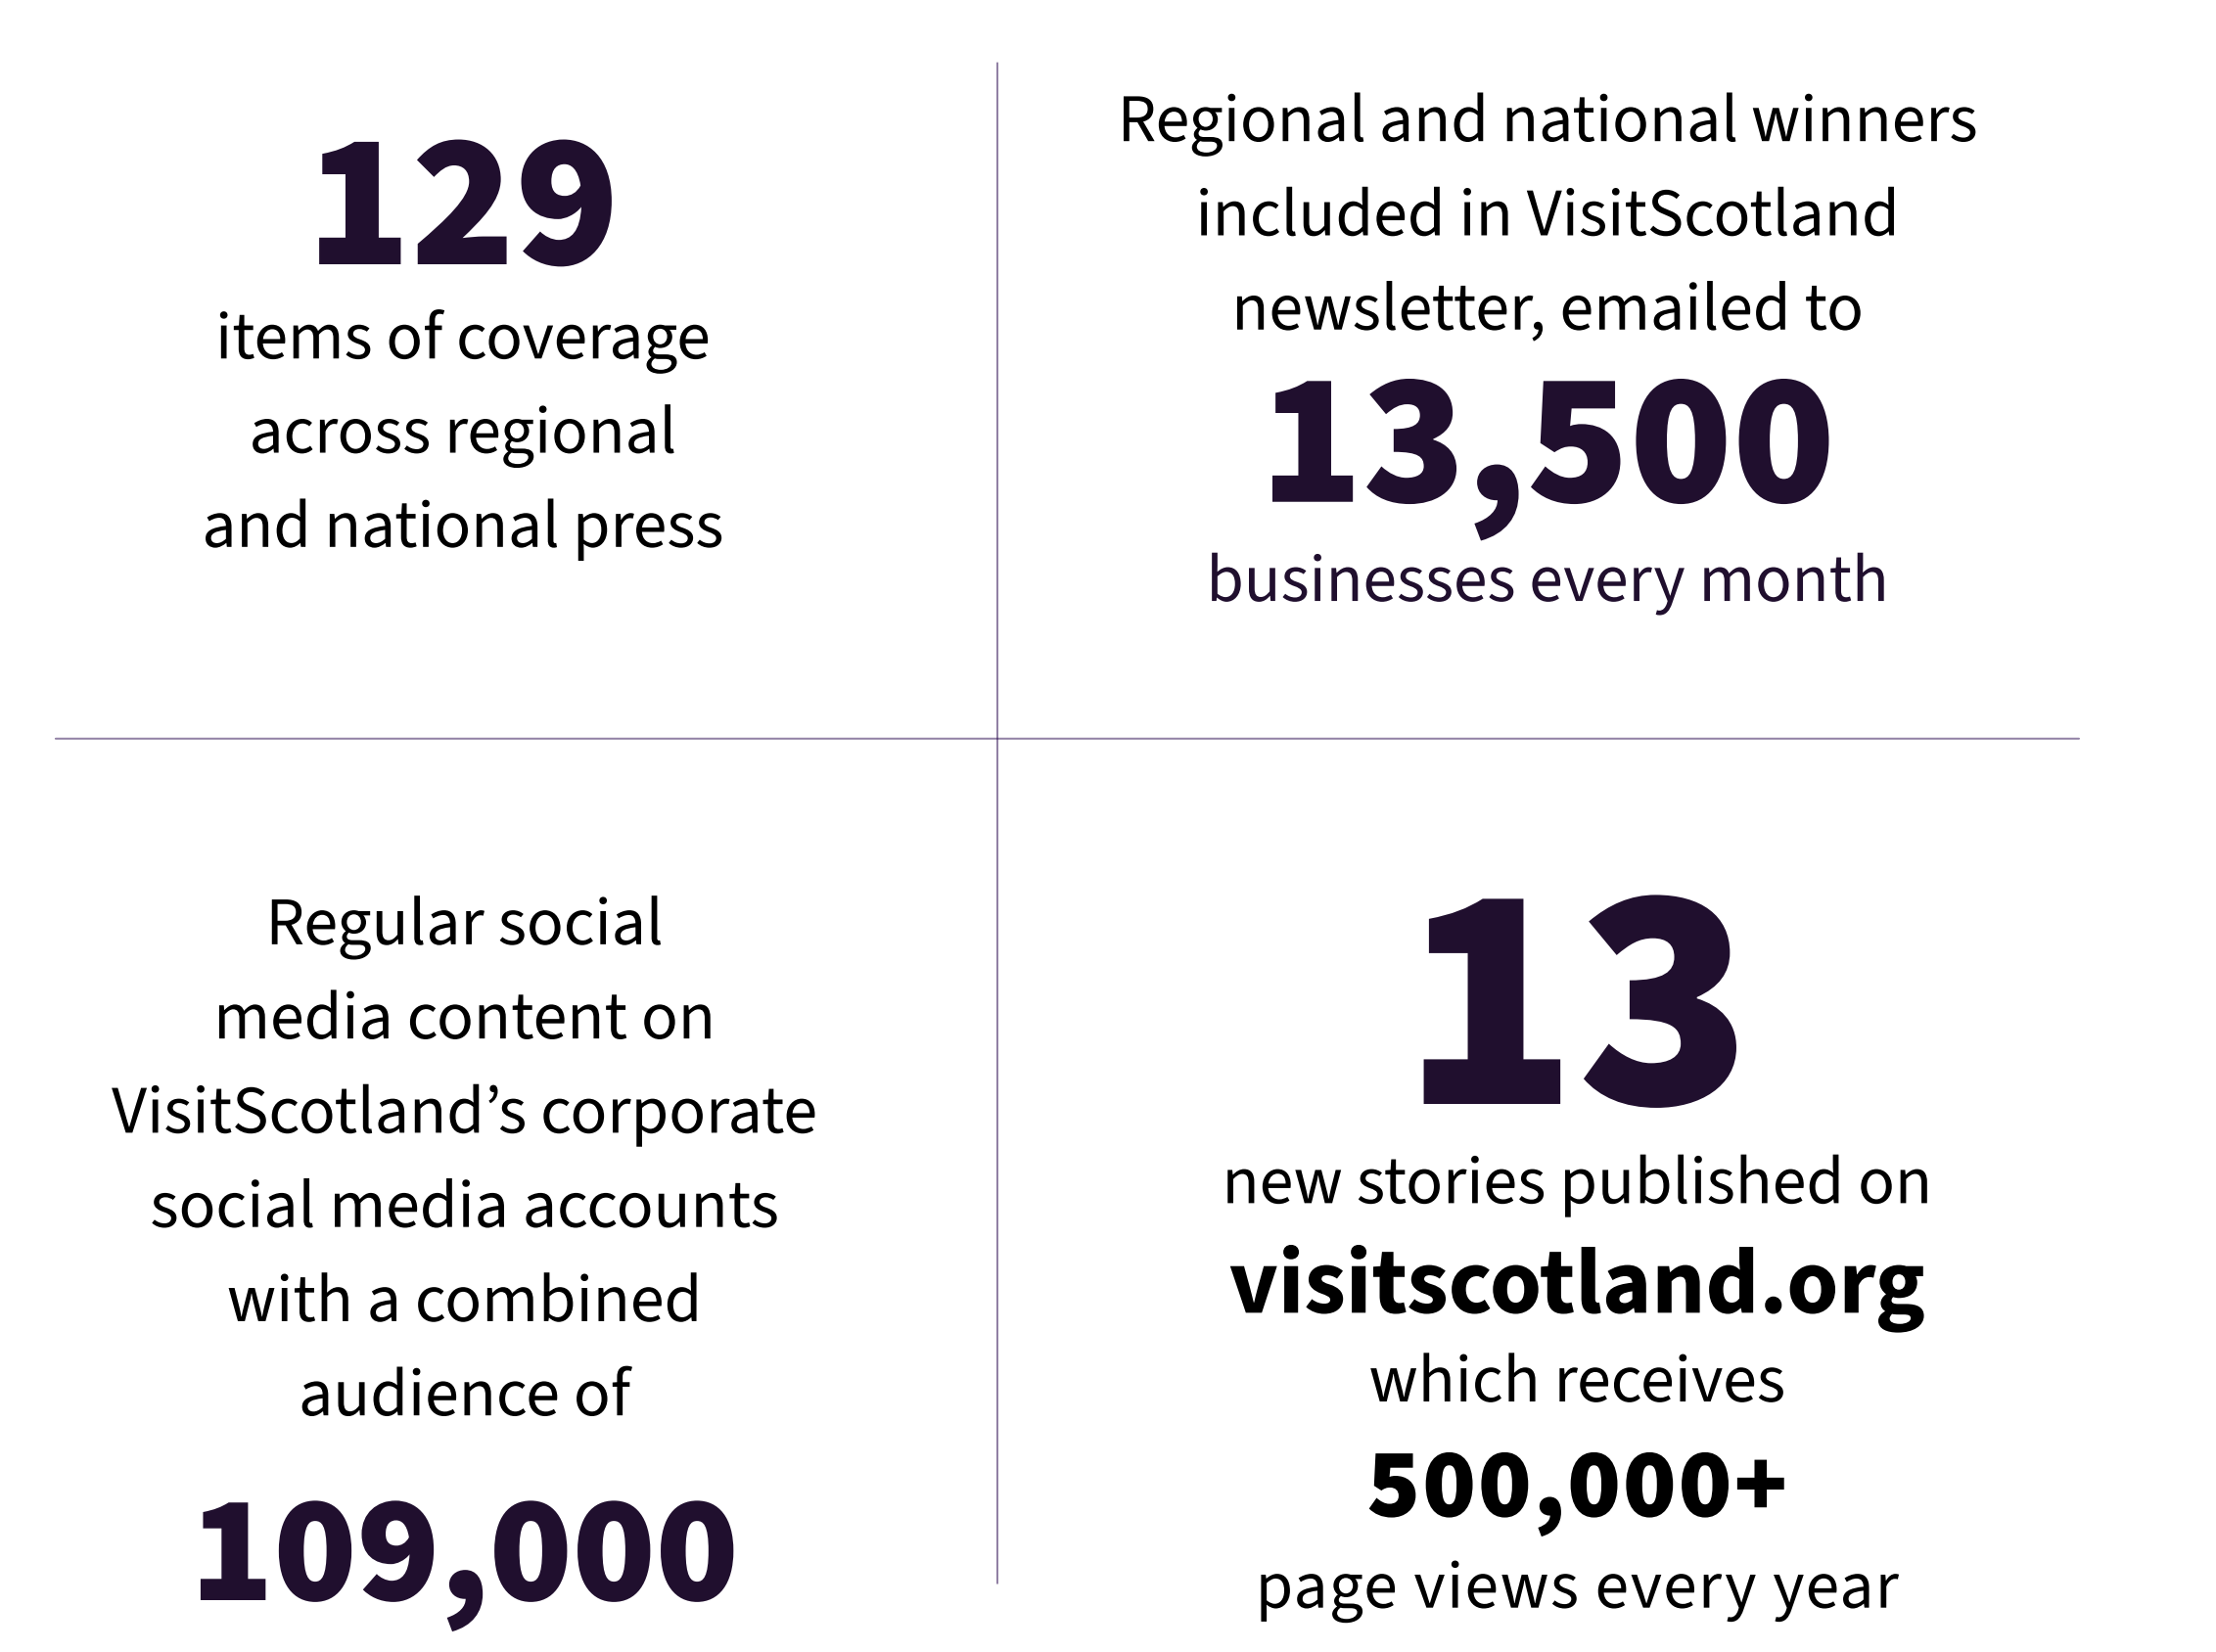 129
items of coverage
across regional
and national press
Regional and national winners
included in VisitScotland
newsletter, emailed to
13,500
businesses every month
Regular social
media content on
VisitScotland’s corporate
social media accounts
with a combined
audience of
109,000
13
new stories published on
visitscotland.org
which receives
500,000+
page views every year